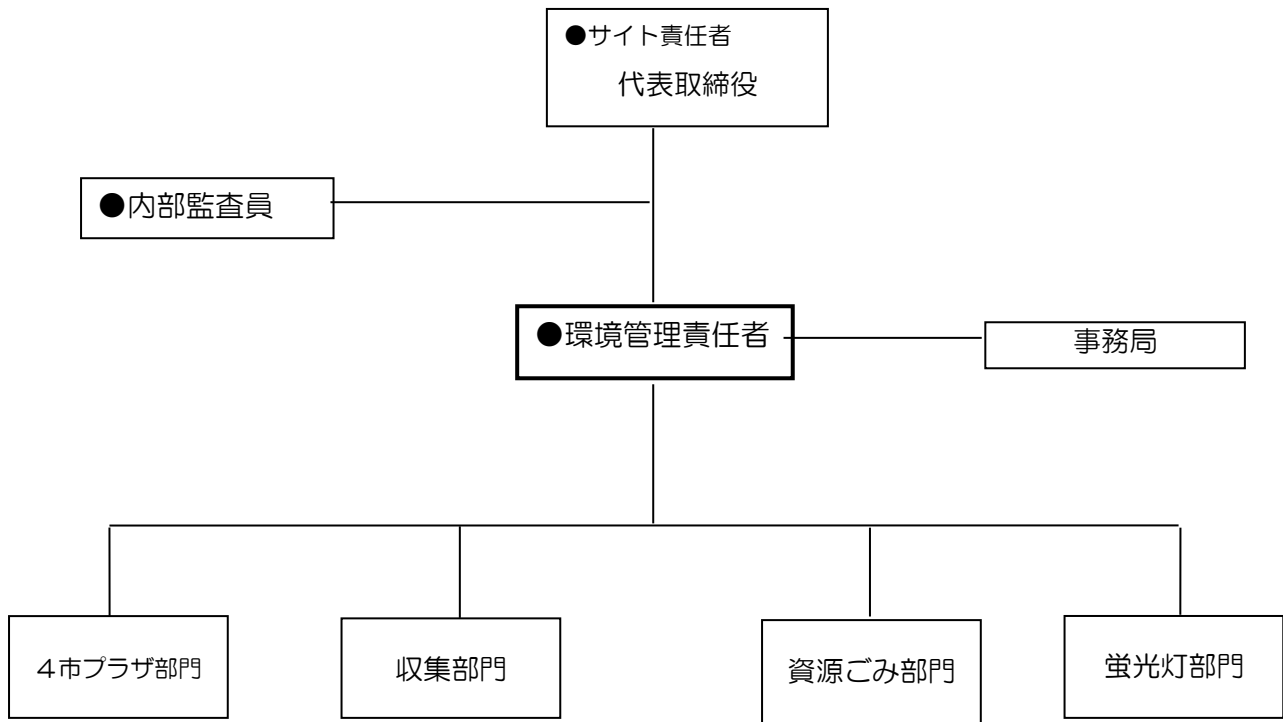 ●サイト責任者
代表取締役
●内部監査員
●環境管理責任者
事務局
４市プラザ部門
収集部門
資源ごみ部門
蛍光灯部門